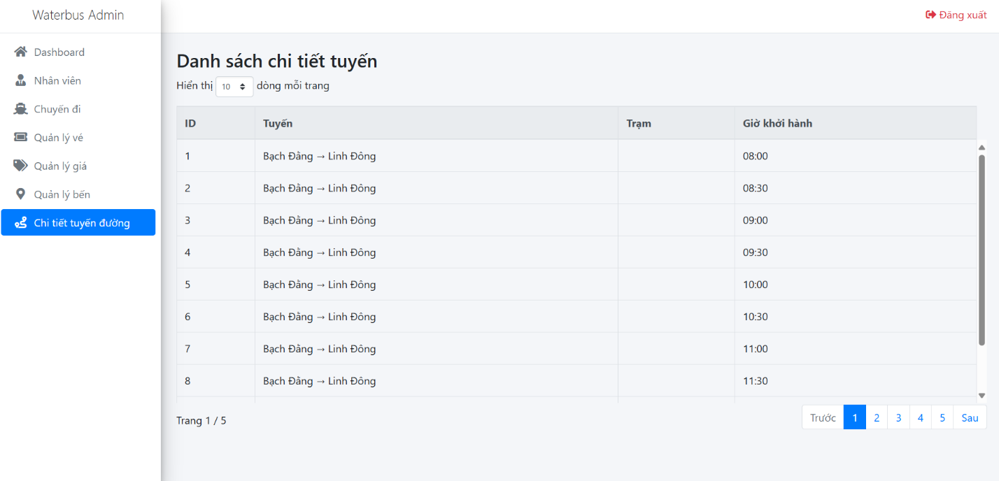 Waterbus Admin
Đăng xuất
Dashboard
Nhân viên
Chuyến đi
Quản lý vé
Quản lý giá
Quản lý bến
Chi tiết tuyến đường
Danh sách chi tiết tuyến
Hiển thị 10 dòng mỗi trang
ID Tuyến Trạm Giờ khởi hành
1 Bạch Đằng → Linh Đông 08:00
2 Bạch Đằng → Linh Đông 08:30
3 Bạch Đằng → Linh Đông 09:00
4 Bạch Đằng → Linh Đông 09:30
5 Bạch Đằng → Linh Đông 10:00
6 Bạch Đằng → Linh Đông 10:30
7 Bạch Đằng → Linh Đông 11:00
8 Bạch Đằng → Linh Đông 11:30
Trang 1 / 5
Trước 1 2 3 4 5 Sau